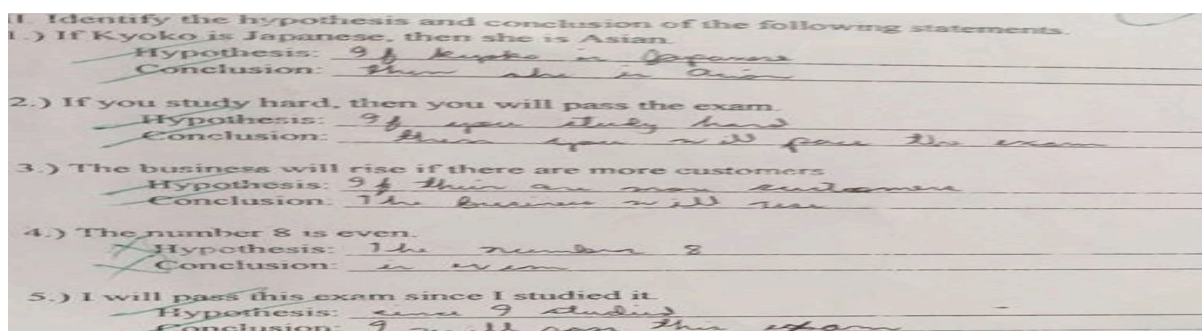 II. Identify the hypothesis and conclusion of the following statements.
1.) If Kyoko is Japanese, then she is Asian.
Hypothesis: If Kyoko is Japanese
Conclusion: then she is Asian
2.) If you study hard, then you will pass the exam.
Hypothesis: If you study hard
Conclusion: then you will pass the exam
3.) The business will rise if there are more customers
Hypothesis: If their are more customers
Conclusion: The business will rise
4.) The number 8 is even.
Hypothesis: The number 8
Conclusion: is even
5.) I will pass this exam since I studied it.
Hypothesis: since I studied
Conclusion: I will pass this exam